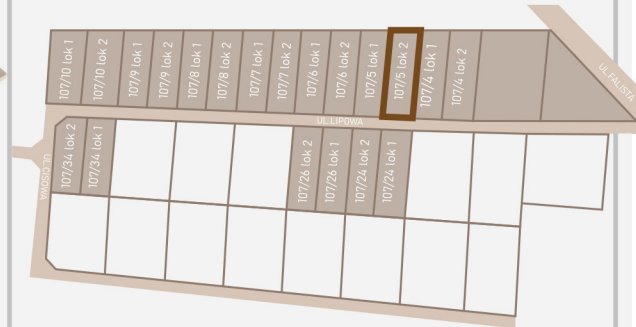 107/10 lok 1
107/10 lok 2
107/9 lok 1
107/9 lok 2
107/8 lok 1
107/8 lok 2
107/7 lok 1
107/7 lok 2
107/6 lok 1
107/6 lok 2
107/5 lok 1
107/5 lok 2
107/4 lok 1
107/4 lok 2
UL.FALISTA
UL.LIPOWA
UL.CISOWA
107/34 lok 2
107/34 lok 1
107/26 lok 2
107/26 lok 1
107/24 lok 2
107/24 lok 1